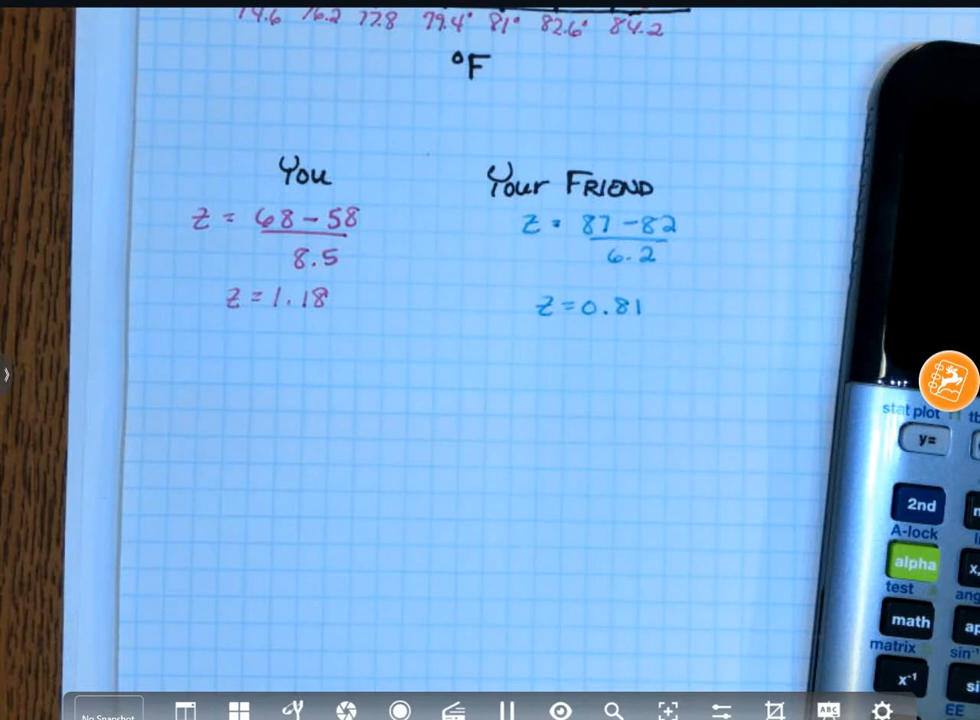 74.6 76.2 77.8 79.4° 81° 82.6° 84.2
°F
You Your FRIEND
z = 68 - 58 z = 87 - 82
8.5 6.2
z = 1.18 z = 0.81
stat plot
y=
2nd
A-lock
alpha
test
math
matrix sin⁻¹
x⁻¹
EE
No Snapshot
ABC